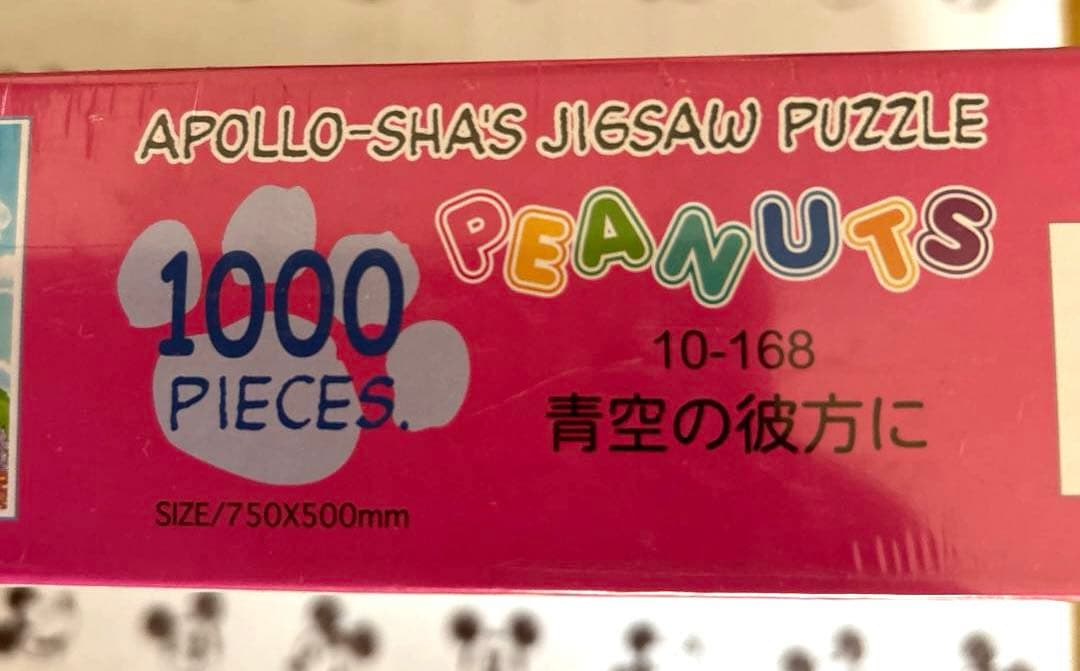 APOLLO-SHA'S JIGSAW PUZZLE
PEANUTS
1000
PIECES.
10-168
青空の彼方に
SIZE/750X500mm